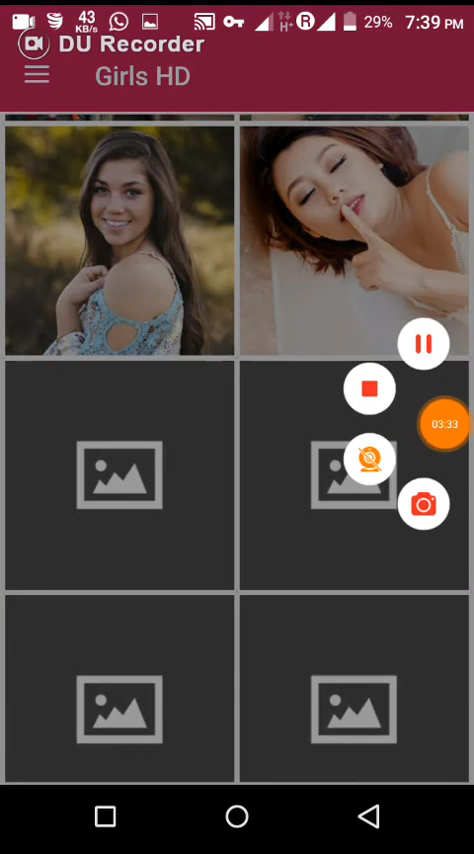 43
KB/s
H+
R
29%
7:39 PM
DU Recorder
Girls HD
03:33